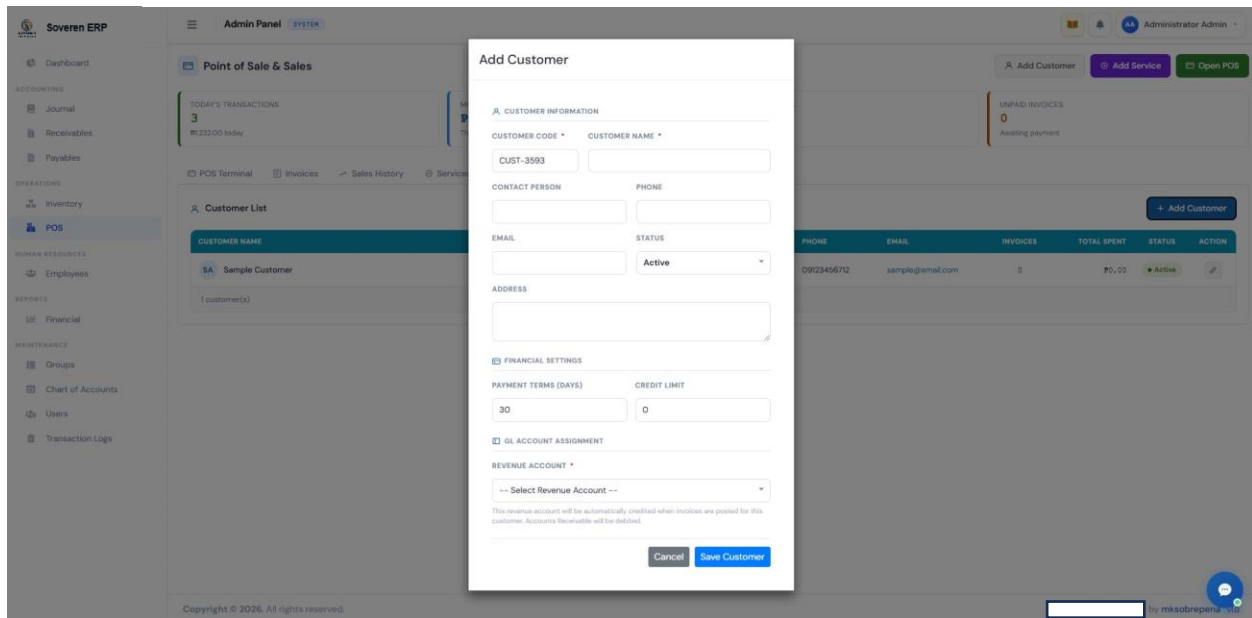 Soveren ERP
Admin Panel SYSTEM
AA Administrator Admin
Dashboard
ACCOUNTING
Journal
Receivables
Payables
OPERATIONS
Inventory
POS
HUMAN RESOURCES
Employees
REPORTS
Financial
MAINTENANCE
Groups
Chart of Accounts
Users
Transaction Logs
Point of Sale & Sales
Add Customer
Add Service
Open POS
TODAY'S TRANSACTIONS
3
₱1,232.00 today
UNPAID INVOICES
0
Awaiting payment
POS Terminal Invoices Sales History Service
Customer List
+ Add Customer
CUSTOMER NAME PHONE EMAIL INVOICES TOTAL SPENT STATUS ACTION
SA Sample Customer 09123456712 sample@email.com 0 ₱0.00 Active
1 customer(s)
Add Customer
CUSTOMER INFORMATION
CUSTOMER CODE * CUSTOMER NAME *
CUST-3593
CONTACT PERSON PHONE
EMAIL STATUS
Active
ADDRESS
FINANCIAL SETTINGS
PAYMENT TERMS (DAYS) CREDIT LIMIT
30 0
GL ACCOUNT ASSIGNMENT
REVENUE ACCOUNT *
-- Select Revenue Account --
This revenue account will be automatically credited when invoices are posted for this
customer. Accounts Receivable will be debited.
Cancel Save Customer
Copyright © 2026. All rights reserved.
by mksobrepena